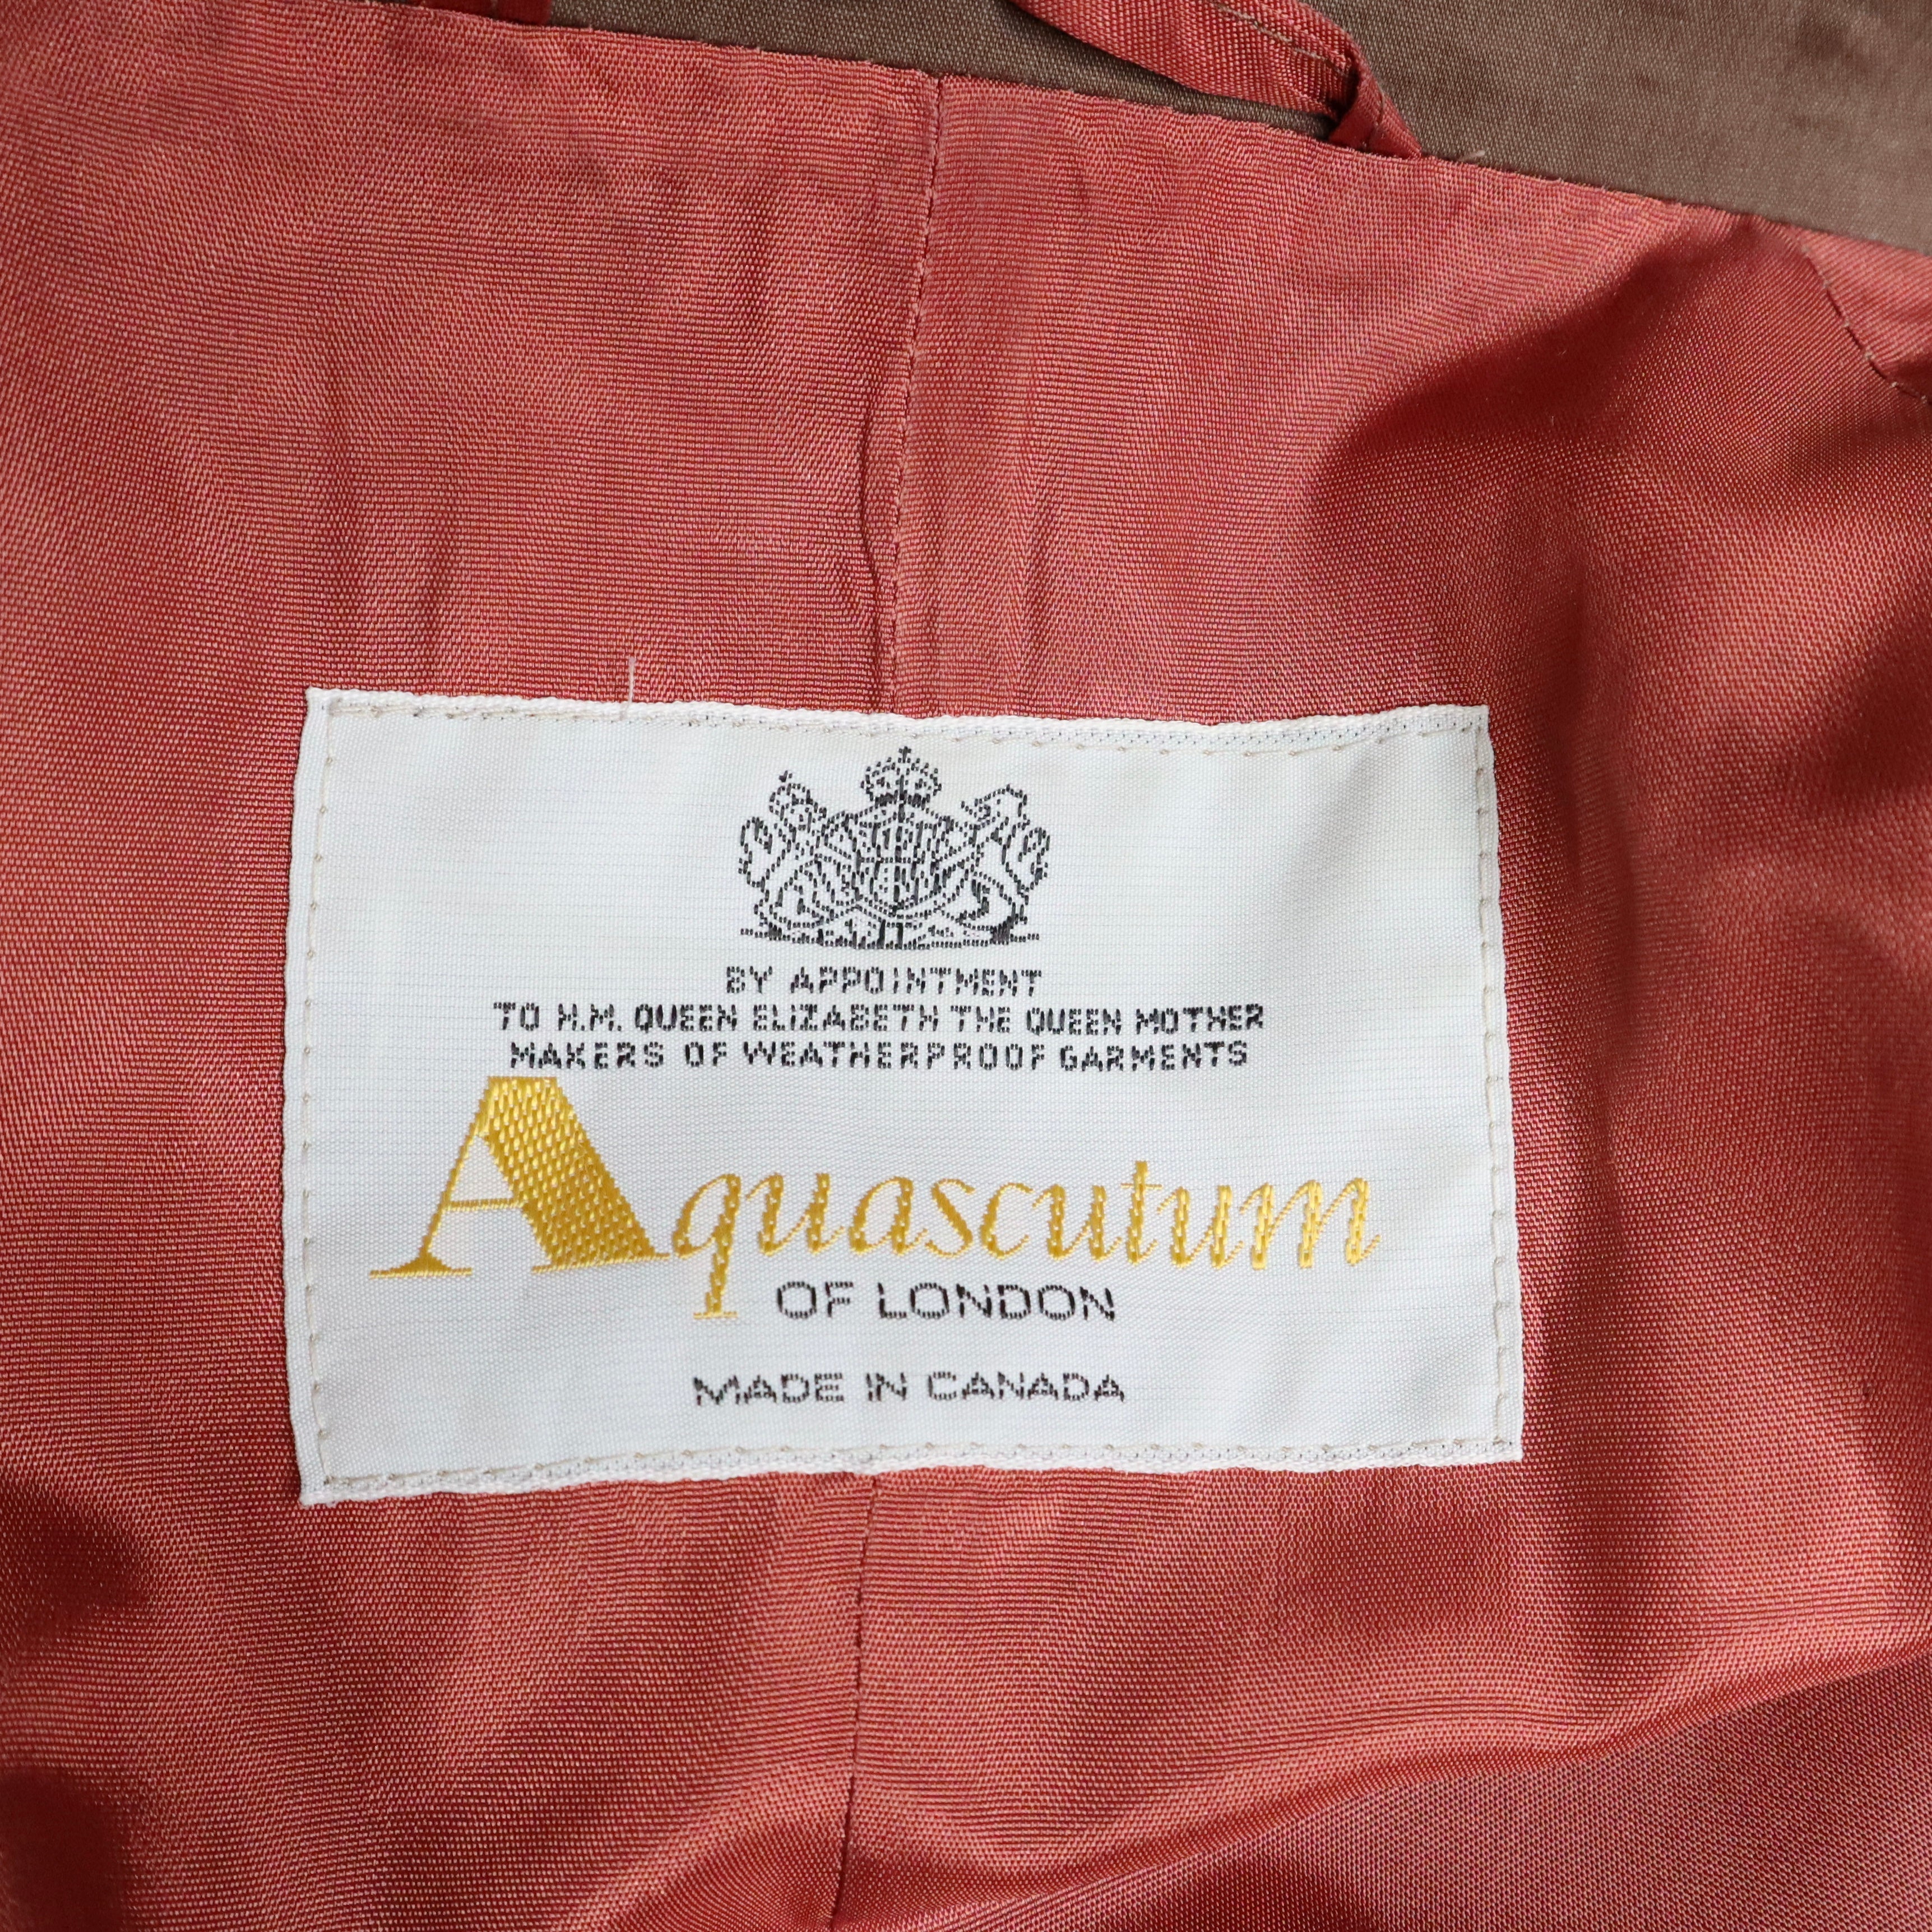 BY APPOINTMENT
TO H.M. QUEEN ELIZABETH THE QUEEN MOTHER
MAKERS OF WEATHERPROOF GARMENTS
Aquascutum
OF LONDON
MADE IN CANADA